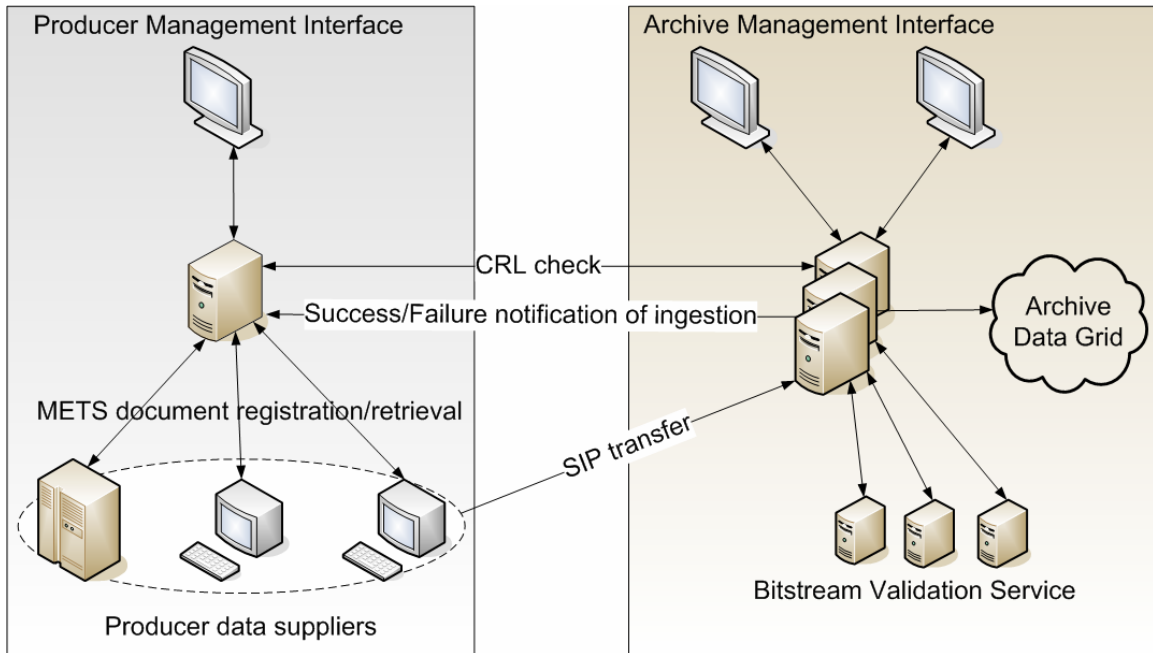 Producer Management Interface
Archive Management Interface
CRL check
Success/Failure notification of ingestion
Archive
Data Grid
METS document registration/retrieval
SIP transfer
Bitstream Validation Service
Producer data suppliers